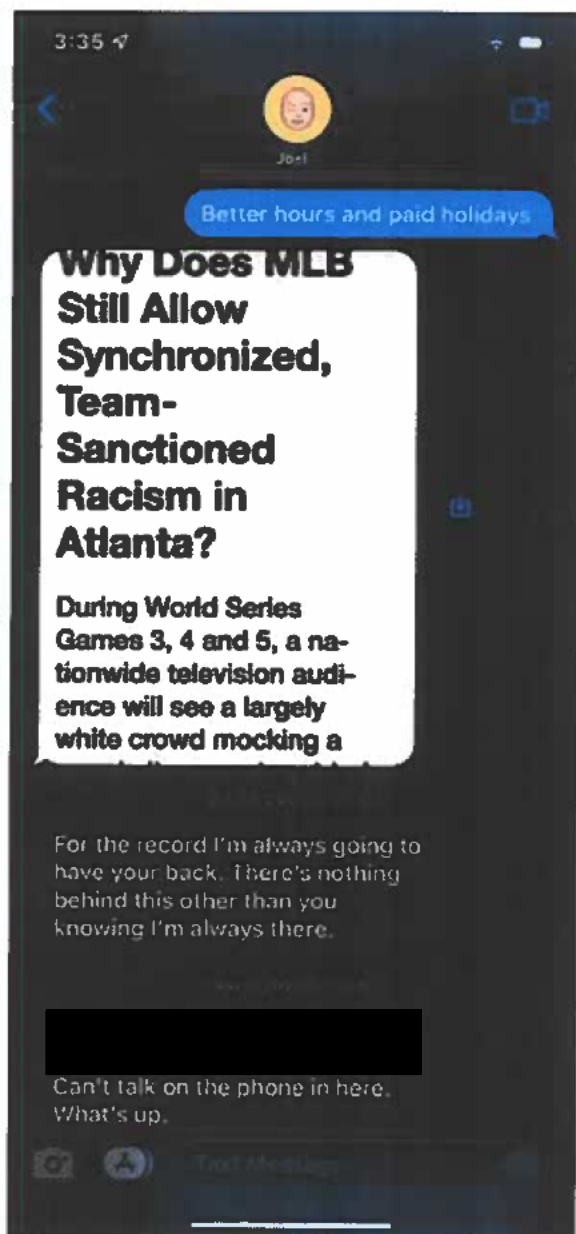 3:35
Joel
Better hours and paid holidays
Why Does MLB
Still Allow
Synchronized,
Team-
Sanctioned
Racism in
Atlanta?
During World Series
Games 3, 4 and 5, a na-
tionwide television audi-
ence will see a largely
white crowd mocking a
For the record I'm always going to
have your back. There's nothing
behind this other than you
knowing I'm always there.
Can't talk on the phone in here.
What's up.
Text Message